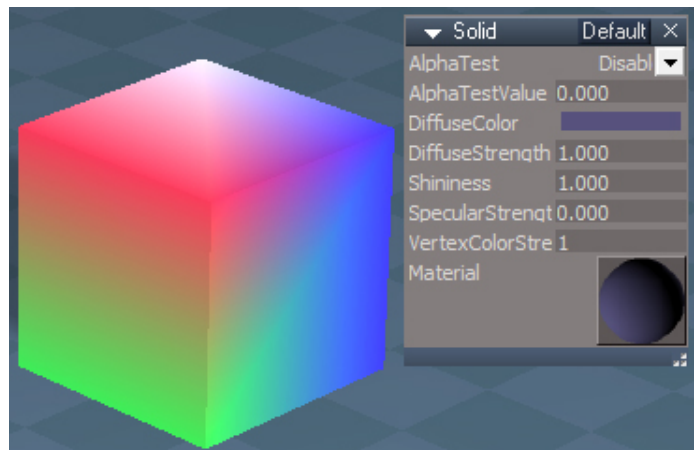 Solid Default
AlphaTest Disabl
AlphaTestValue 0.000
DiffuseColor
DiffuseStrength 1.000
Shininess 1.000
SpecularStrengt 0.000
VertexColorStre 1
Material